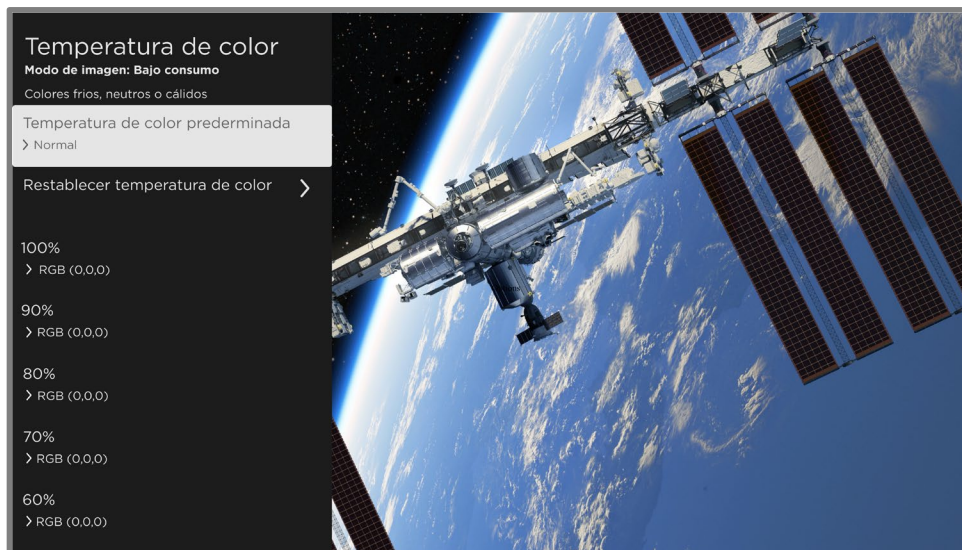 Temperatura de color
Modo de imagen: Bajo consumo
Colores frios, neutros o cálidos
Temperatura de color prederminada
> Normal
Restablecer temperatura de color >
100%
> RGB (0,0,0)
90%
> RGB (0,0,0)
80%
> RGB (0,0,0)
70%
> RGB (0,0,0)
60%
> RGB (0,0,0)